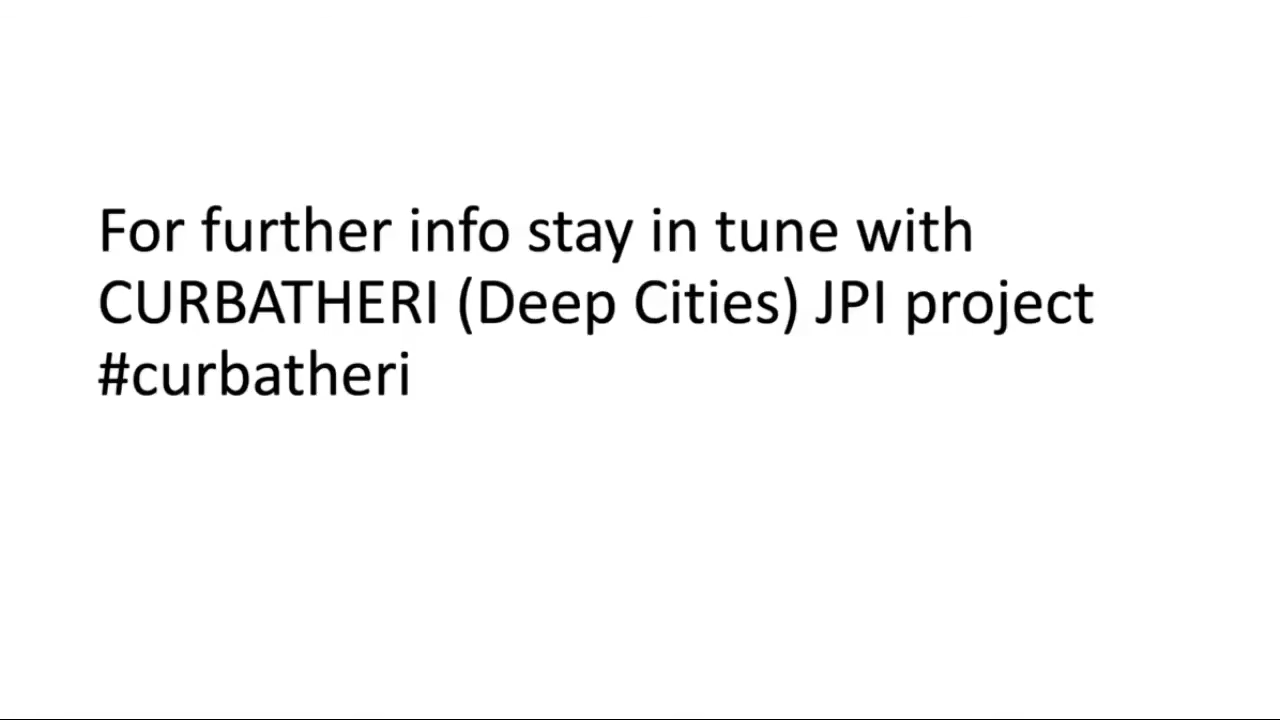 For further info stay in tune with
CURBATHERI (Deep Cities) JPI project
#curbatheri